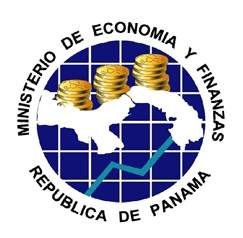 MINISTERIO DE ECONOMIA Y FINANZAS
REPUBLICA DE PANAMA